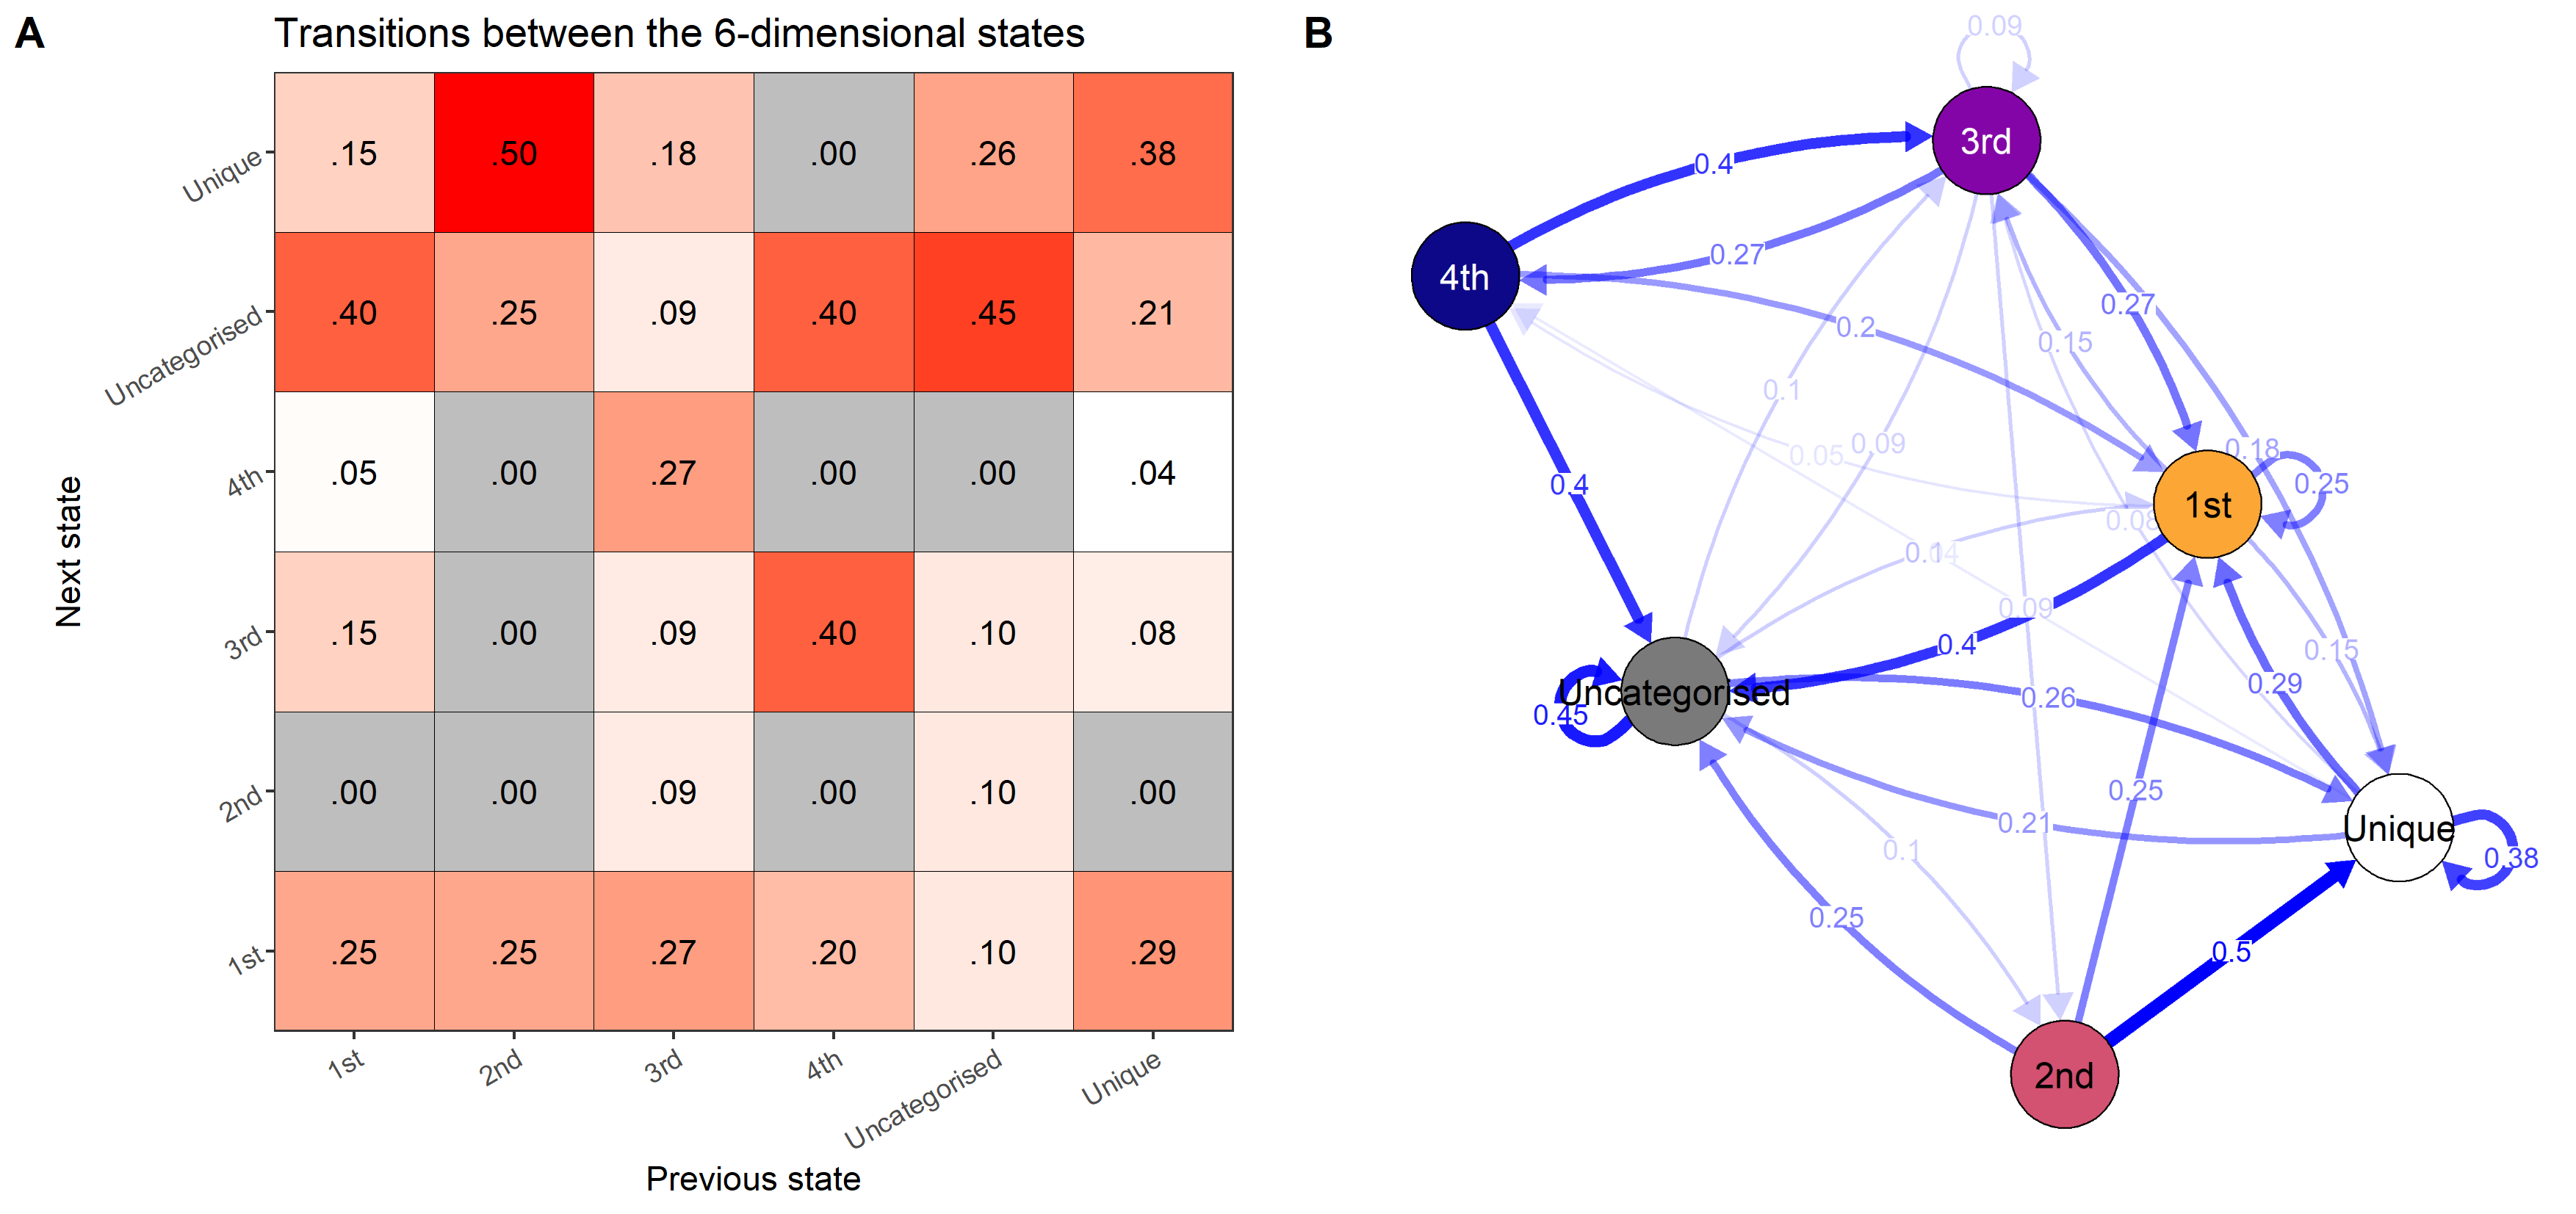 A
Transitions between the 6-dimensional states
Unique .15 .50 .18 .00 .26 .38
Uncategorised .40 .25 .09 .40 .45 .21
4th .05 .00 .27 .00 .00 .04
3rd .15 .00 .09 .40 .10 .08
2nd .00 .00 .09 .00 .10 .00
1st .25 .25 .27 .20 .10 .29
Next state
1st 2nd 3rd 4th Uncategorised Unique
Previous state
B
0.09
3rd
0.4
0.27
4th
0.27
0.2
0.15
0.1
0.09
0.05
0.18
0.25
0.4
1st
0.08
0.1
0.09
0.4
0.15
0.29
Uncategorised
0.26
0.45
0.25
0.21
Unique
0.1
0.38
0.25
0.5
2nd